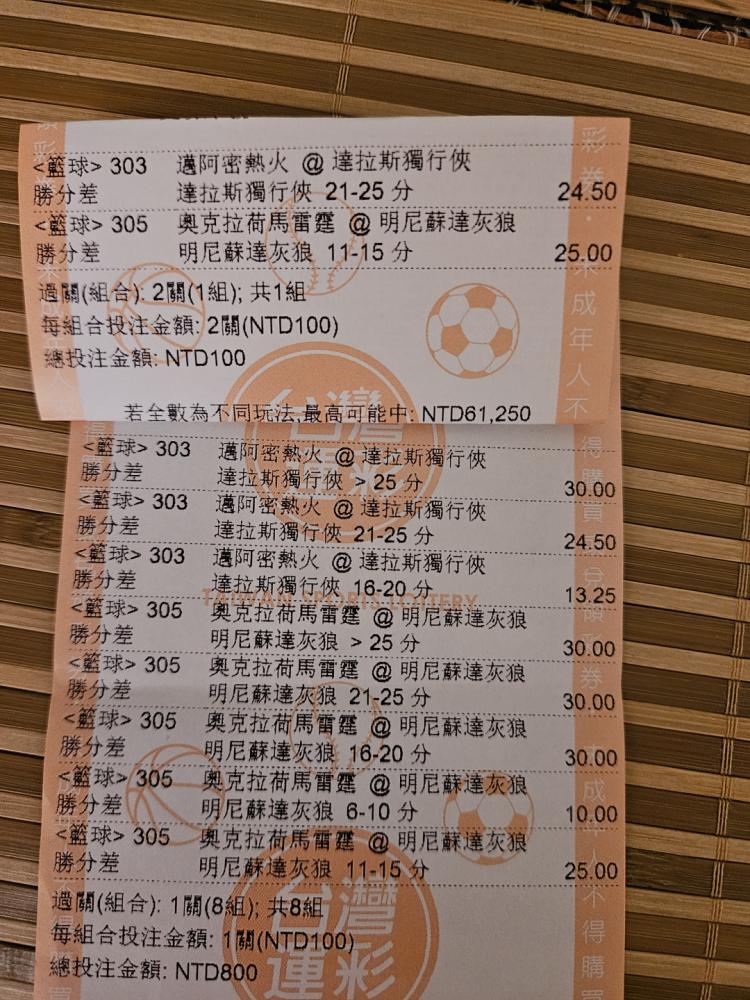 <籃球> 303 邁阿密熱火 @ 達拉斯獨行俠
勝分差 達拉斯獨行俠 21-25 分 24.50
<籃球> 305 奧克拉荷馬雷霆 @ 明尼蘇達灰狼
勝分差 明尼蘇達灰狼 11-15 分 25.00
過關(組合): 2關(1組); 共1組
每組合投注金額: 2關(NTD100)
總投注金額: NTD100
若全數為不同玩法,最高可能中: NTD61,250
<籃球> 303 邁阿密熱火 @ 達拉斯獨行俠
勝分差 達拉斯獨行俠 > 25 分 30.00
<籃球> 303 邁阿密熱火 @ 達拉斯獨行俠
勝分差 達拉斯獨行俠 21-25 分 24.50
<籃球> 303 邁阿密熱火 @ 達拉斯獨行俠
勝分差 達拉斯獨行俠 16-20 分 13.25
TAIWAN SPORTS LOTTERY
<籃球> 305 奧克拉荷馬雷霆 @ 明尼蘇達灰狼
勝分差 明尼蘇達灰狼 > 25 分 30.00
<籃球> 305 奧克拉荷馬雷霆 @ 明尼蘇達灰狼
勝分差 明尼蘇達灰狼 21-25 分 30.00
<籃球> 305 奧克拉荷馬雷霆 @ 明尼蘇達灰狼
勝分差 明尼蘇達灰狼 16-20 分 30.00
<籃球> 305 奧克拉荷馬雷霆 @ 明尼蘇達灰狼
勝分差 明尼蘇達灰狼 6-10 分 10.00
<籃球> 305 奧克拉荷馬雷霆 @ 明尼蘇達灰狼
勝分差 明尼蘇達灰狼 11-15 分 25.00
過關(組合): 1關(8組); 共8組
每組合投注金額: 1關(NTD100)
總投注金額: NTD800
台灣
運彩